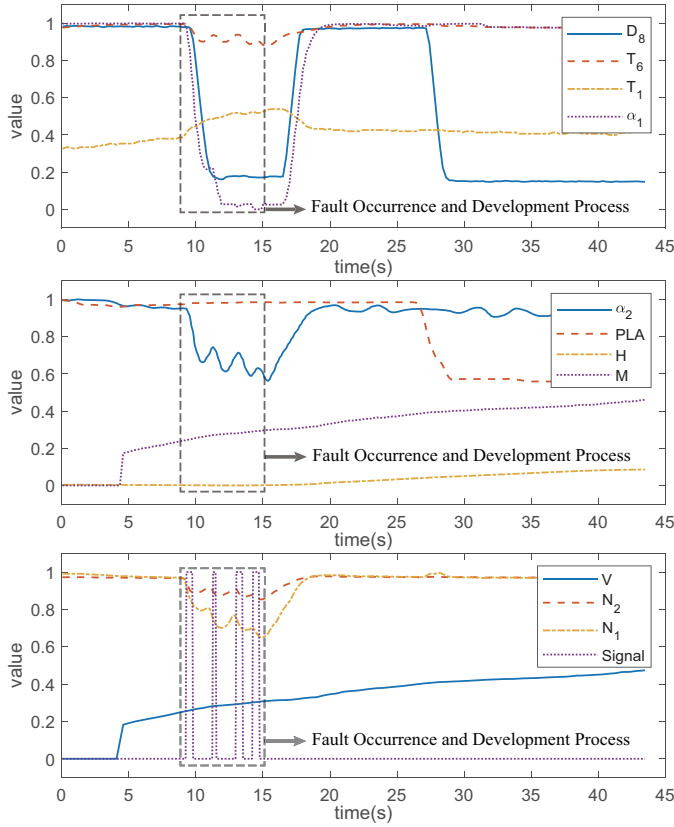 1
0.8
0.6
0.4
0.2
0
value
D8
T6
T1
α1
Fault Occurrence and Development Process
0 5 10 15 20 25 30 35 40 45
time(s)
1
0.8
0.6
0.4
0.2
0
value
α2
PLA
H
M
Fault Occurrence and Development Process
0 5 10 15 20 25 30 35 40 45
time(s)
1
0.8
0.6
0.4
0.2
0
value
V
N2
N1
Signal
Fault Occurrence and Development Process
0 5 10 15 20 25 30 35 40 45
time(s)